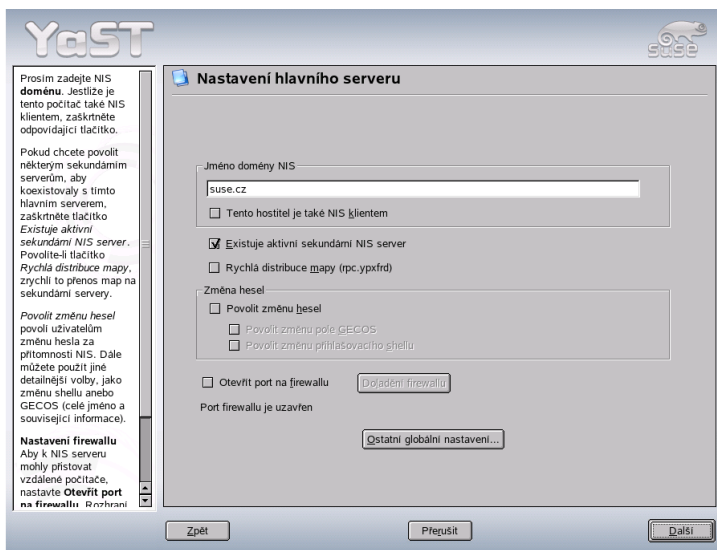 YaST
suse
Prosím zadejte NIS
doménu. Jestliže je
tento počítač také NIS
klientem, zaškrtněte
odpovídající tlačítko.
Pokud chcete povolit
některým sekundárním
serverům, aby
koexistovaly s tímto
hlavním serverem,
zaškrtněte tlačítko
Existuje aktivní
sekundární NIS server.
Povolíte-li tlačítko
Rychlá distribuce mapy,
zrychlí to přenos map na
sekundární servery.
Povolit změnu hesel
povolí uživatelům
změnu hesla za
přítomnosti NIS. Dále
můžete použít jiné
detailnější volby, jako
změnu shellu anebo
GECOS (celé jméno a
související informace).
Nastavení firewallu
Aby k NIS serveru
mohly přistovat
vzdálené počítače,
nastavte Otevřít port
na firewallu. Rozhraní
Nastavení hlavního serveru
Jméno domény NIS
suse.cz
Tento hostitel je také NIS klientem
Existuje aktivní sekundární NIS server
Rychlá distribuce mapy (rpc.ypxfrd)
Změna hesel
Povolit změnu hesel
Povolit změnu pole GECOS
Povolit změnu přihlašovacího shellu
Otevřít port na firewallu
Doladění firewallu
Port firewallu je uzavřen
Ostatní globální nastavení...
Zpět
Přerušit
Další